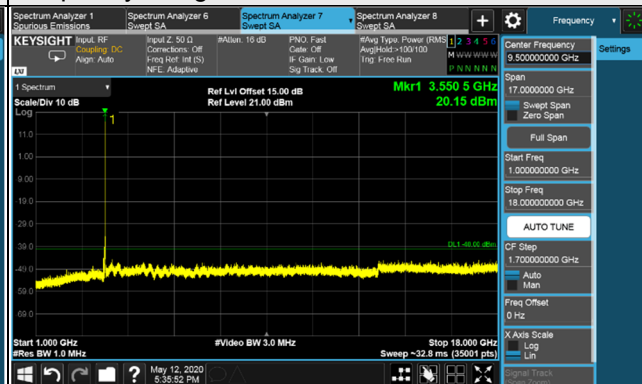 Spectrum Analyzer 1
Spurious Emissions
Spectrum Analyzer 6
Swept SA
Spectrum Analyzer 7
Swept SA
Spectrum Analyzer 8
Swept SA
+
Frequency
KEYSIGHT
Input: RF
Coupling: DC
Align: Auto
Input Z: 50 Ω
Corrections: Off
Freq Ref: Int (S)
NFE: Adaptive
#Atten: 16 dB
PNO: Fast
Gate: Off
IF Gain: Low
Sig Track: Off
#Avg Type: Power (RMS
Avg|Hold:>100/100
Trig: Free Run
1 2 3 4 5 6
M W W W W W
P N N N N N
LXI
1 Spectrum
Scale/Div 10 dB
Log
Ref Lvl Offset 15.00 dB
Ref Level 21.00 dBm
Mkr1 3.550 5 GHz
20.15 dBm
1
11.0
1.00
-9.00
-19.0
-29.0
-39.0
-49.0
-59.0
-69.0
DL1 -40.00 dBm
Start 1.000 GHz
#Res BW 1.0 MHz
#Video BW 3.0 MHz
Stop 18.000 GHz
Sweep ~32.8 ms (35001 pts)
May 12, 2020
5:35:52 PM
Center Frequency
9.500000000 GHz
Span
17.0000000 GHz
Swept Span
Zero Span
Full Span
Start Freq
1.000000000 GHz
Stop Freq
18.000000000 GHz
AUTO TUNE
CF Step
1.700000000 GHz
Auto
Man
Freq Offset
0 Hz
X Axis Scale
Log
Lin
Signal Track
Settings